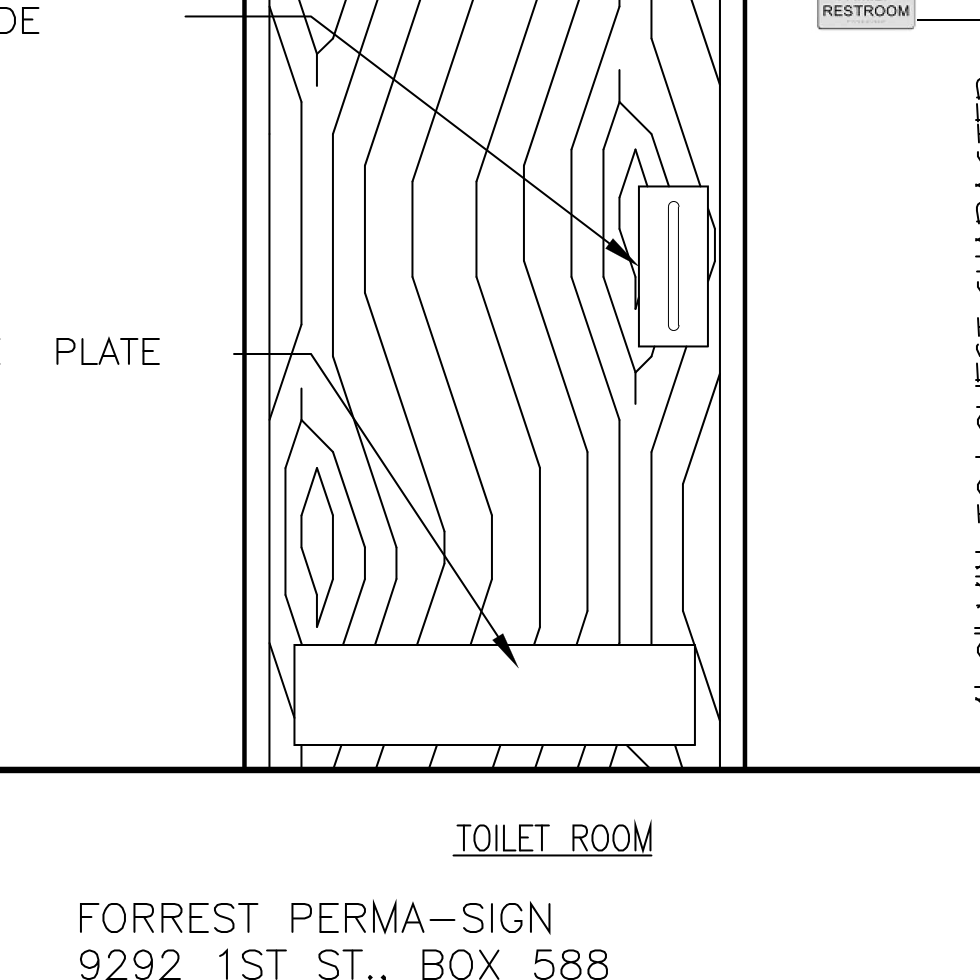 DE
RESTROOM
PLATE
TOILET ROOM
FORREST PERMA-SIGN
9292 1ST ST., BOX 588